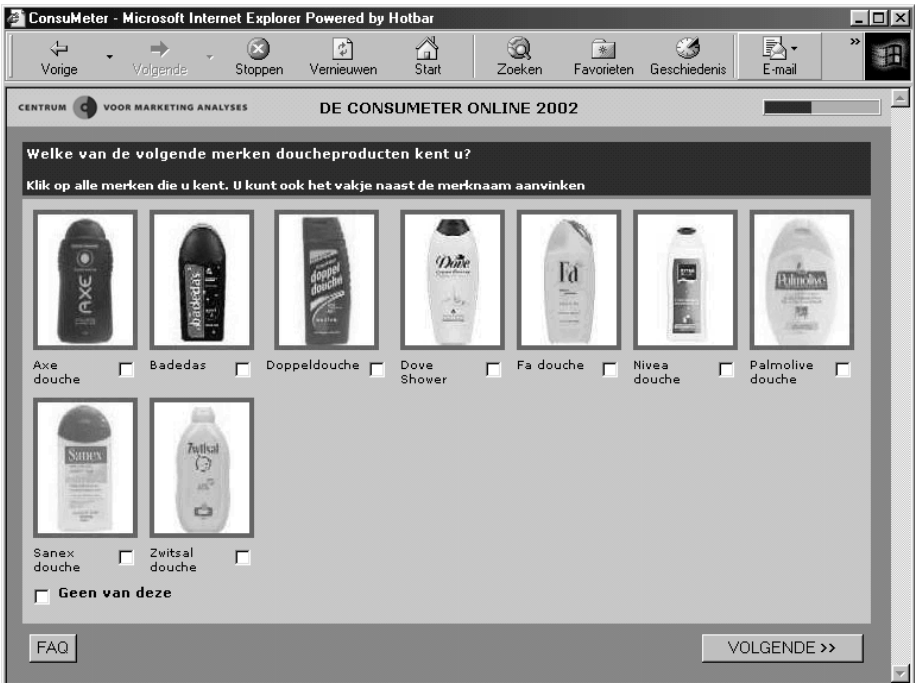 ConsuMeter - Microsoft Internet Explorer Powered by Hotbar
Vorige Volgende Stoppen Vernieuwen Start Zoeken Favorieten Geschiedenis E-mail »
CENTRUM VOOR MARKETING ANALYSES DE CONSUMETER ONLINE 2002
Welke van de volgende merken doucheproducten kent u?
Klik op alle merken die u kent. U kunt ook het vakje naast de merknaam aanvinken
AXE
badedas
doppel
douche
Dove
Fa
NIVEA
Palmolive
Axe
douche
Badedas
Doppeldouche
Dove
Shower
Fa douche
Nivea
douche
Palmolive
douche
Sanex
Zwitsal
Sanex
douche
Zwitsal
douche
Geen van deze
FAQ
VOLGENDE >>